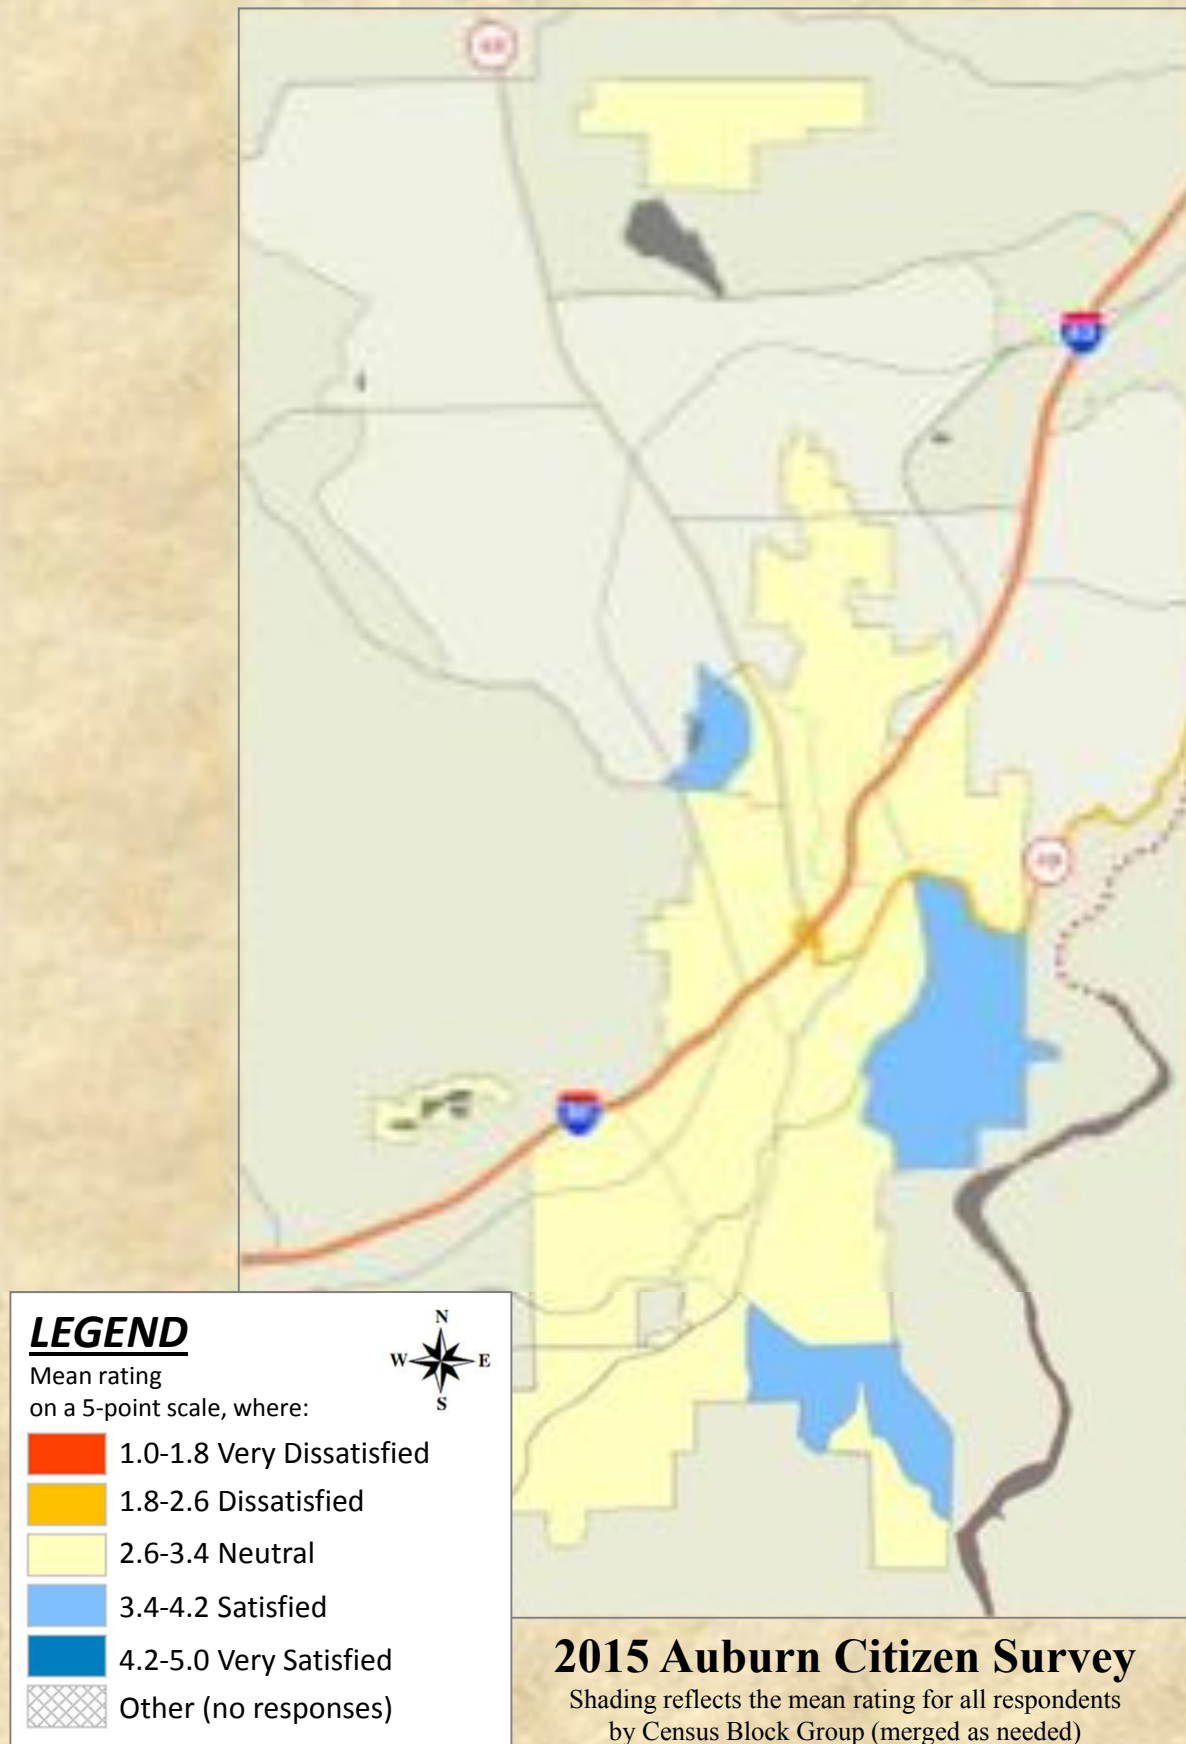 LEGEND
Mean rating
on a 5-point scale, where:
N
W
E
S
1.0-1.8 Very Dissatisfied
1.8-2.6 Dissatisfied
2.6-3.4 Neutral
3.4-4.2 Satisfied
4.2-5.0 Very Satisfied
Other (no responses)
2015 Auburn Citizen Survey
Shading reflects the mean rating for all respondents
by Census Block Group (merged as needed)